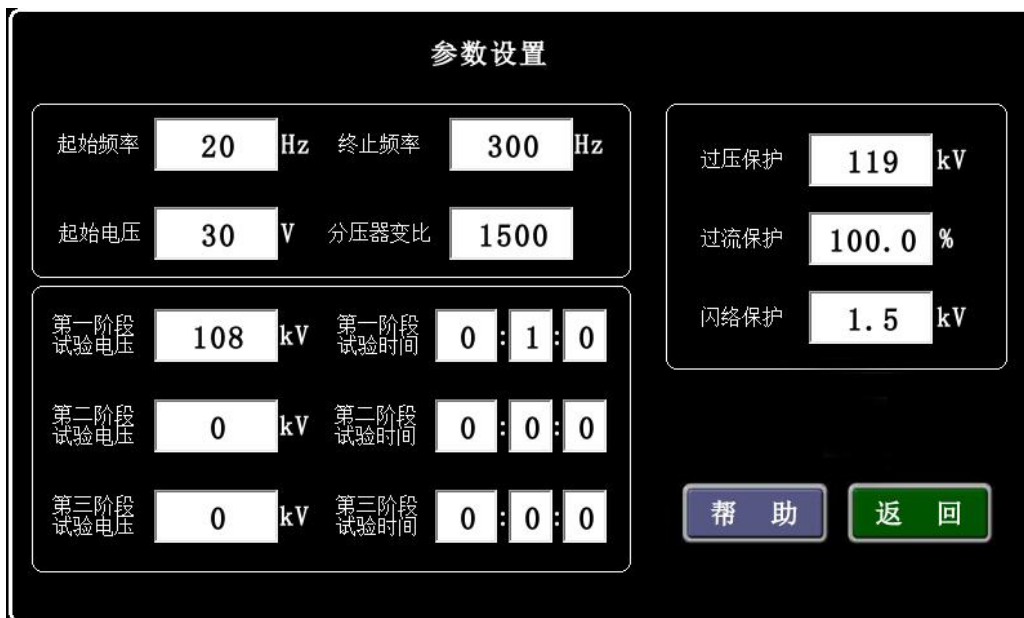 参数设置
起始频率 20 Hz 终止频率 300 Hz
起始电压 30 V 分压器变比 1500
第一阶段
试验电压 108 kV 第一阶段
试验时间 0 : 1 : 0
第二阶段
试验电压 0 kV 第二阶段
试验时间 0 : 0 : 0
第三阶段
试验电压 0 kV 第三阶段
试验时间 0 : 0 : 0
过压保护 119 kV
过流保护 100.0 %
闪络保护 1.5 kV
帮 助 返 回